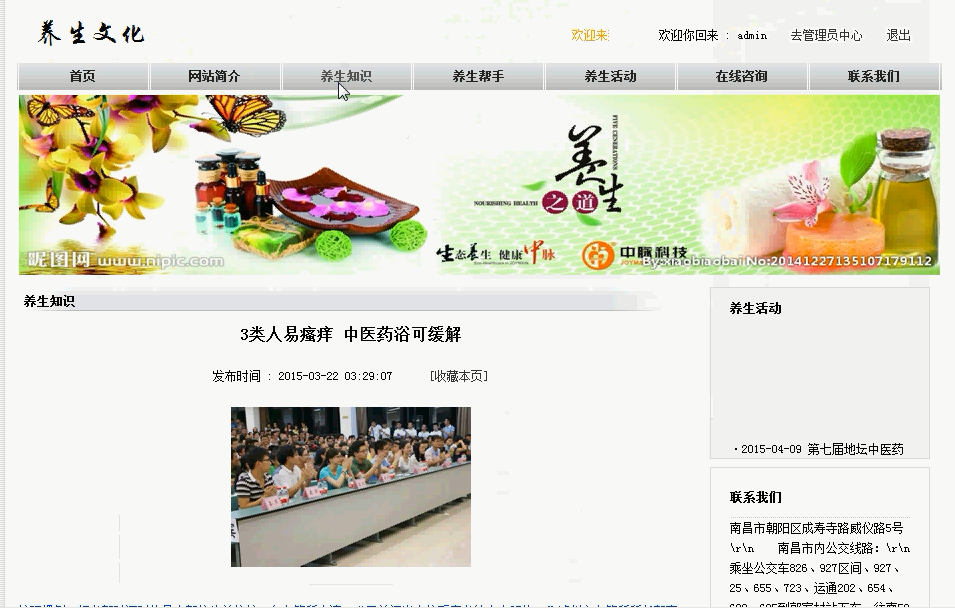 养生文化
欢迎来
欢迎你回来 : admin 去管理员中心 退出
首页 网站简介 养生知识 养生帮手 养生活动 在线咨询 联系我们
养生
之道
FIVE GENERATIONS
NOURISHING HEALTH
生态养生 健康中脉
中脉科技
昵图网 www.nipic.com
By:xiaobiaobai No:20141227135107179112
养生知识
3类人易瘙痒 中医药浴可缓解
发布时间 : 2015-03-22 03:29:07 [收藏本页]
养生活动
·2015-04-09 第七届地坛中医药
联系我们
南昌市朝阳区成寿寺路威仪路5号
\r\n 南昌市内公交线路：\r\n
乘坐公交车826、927区间、927、
25、655、723、运通202、654、